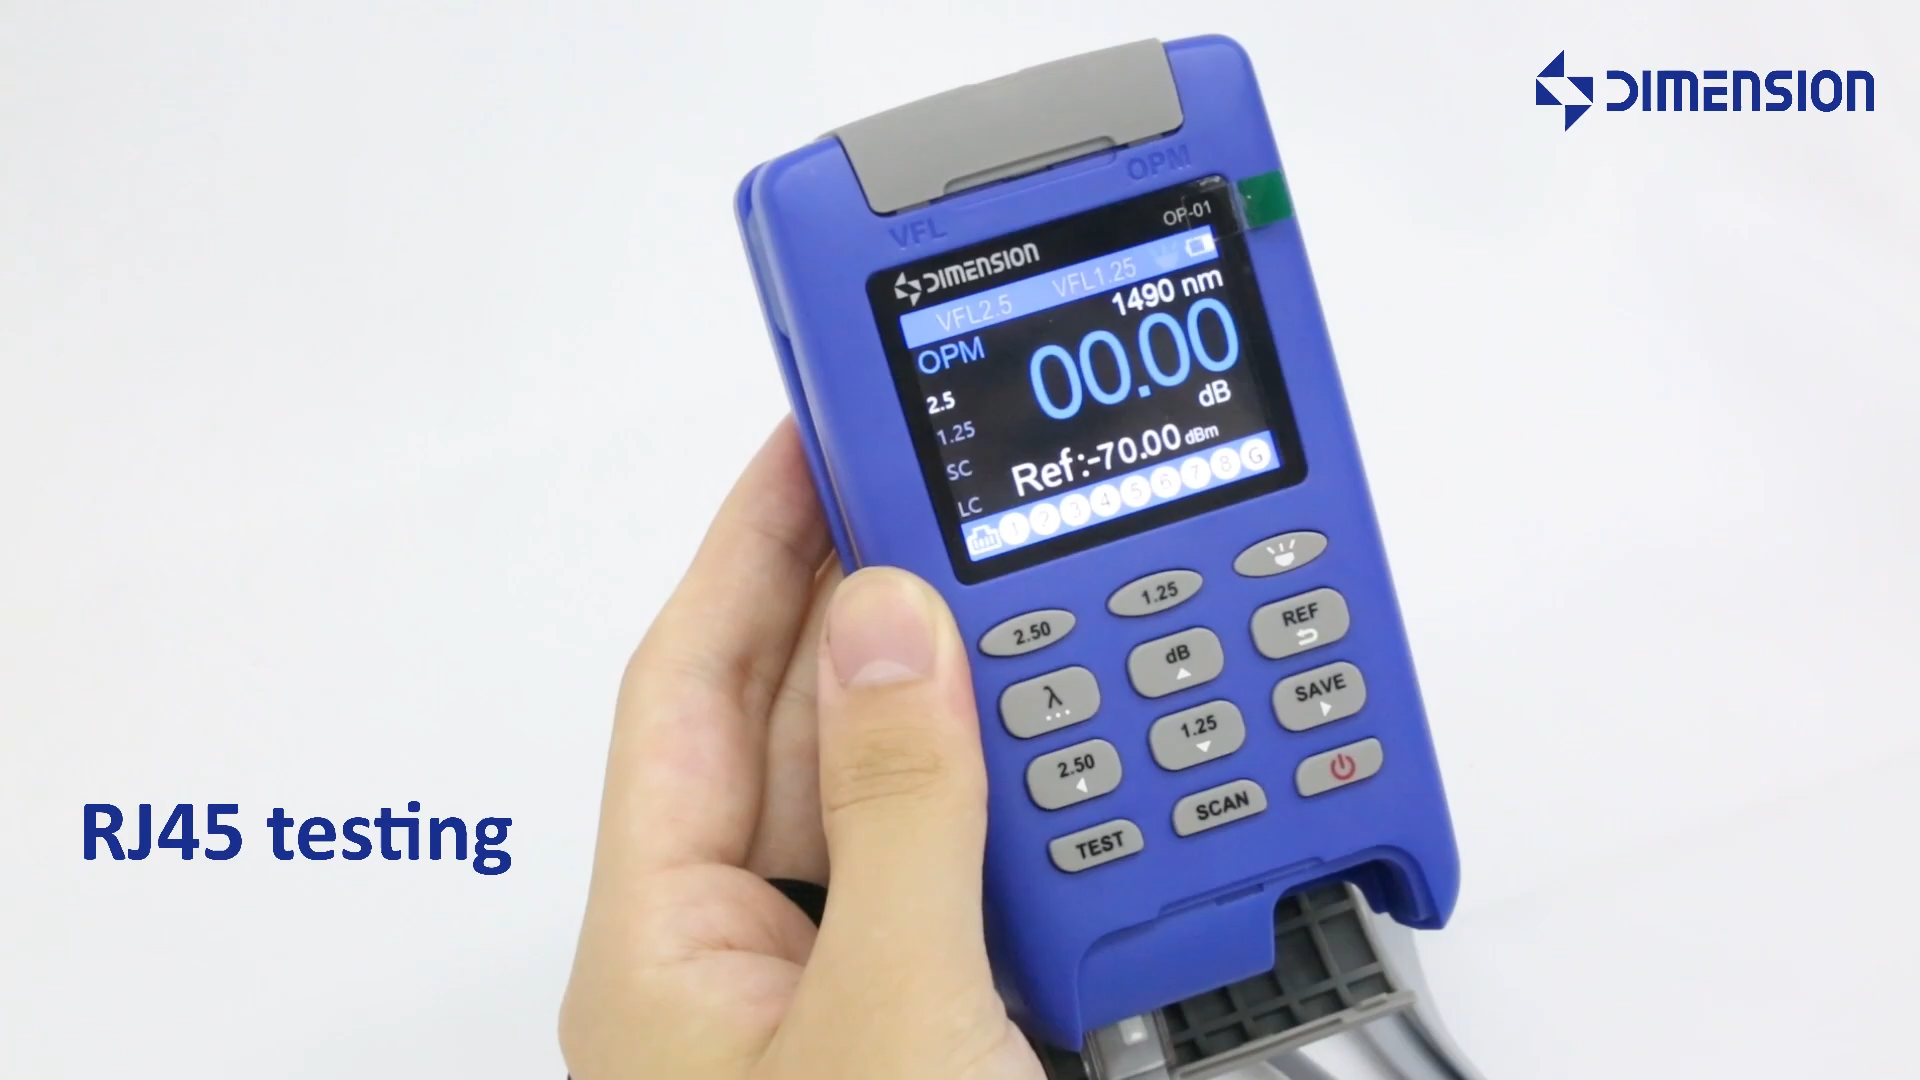 DIMENSION
OPM
VFL
OP-01
DIMENSION
VFL2.5 VFL1.25
1490 nm
OPM
00.00
dB
2.5
1.25
SC
LC
Ref:-70.00 dBm
1 2 3 4 5 6 7 8 G
2.50 1.25
λ dB REF
...
2.50 1.25 SAVE
TEST SCAN
RJ45 testing